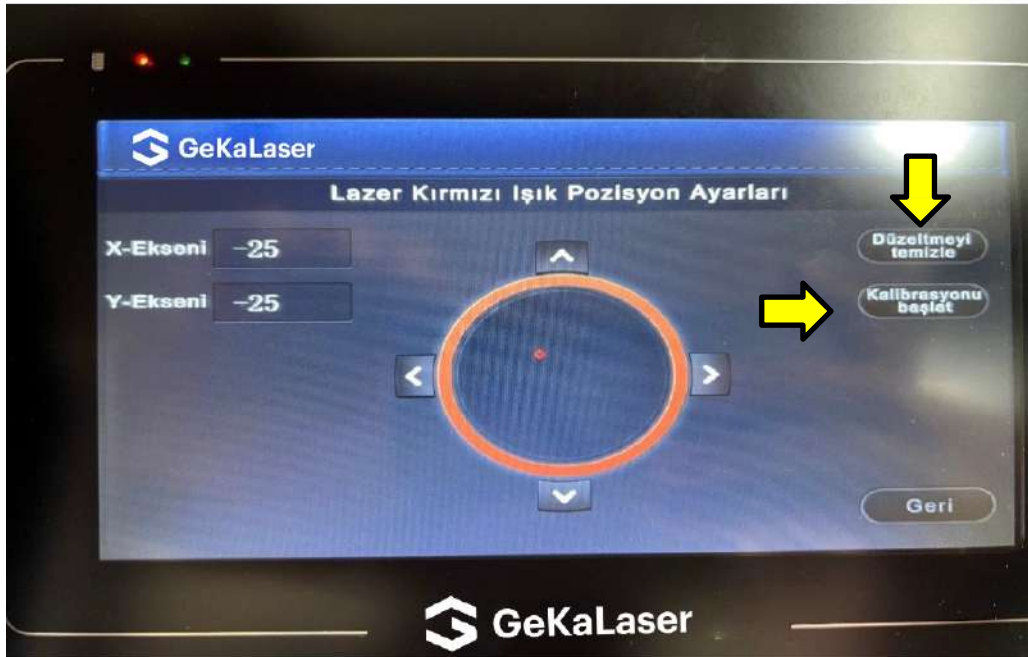 GeKaLaser
Lazer Kırmızı Işık Pozisyon Ayarları
X-Ekseni -25
Y-Ekseni -25
Düzeltmeyi
temizle
Kalibrasyonu
başlat
Geri
GeKaLaser